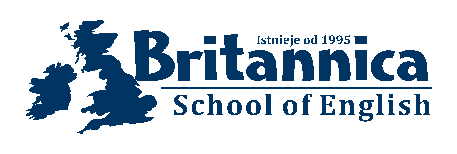 Istnieje od 1995
Britannica
School of English